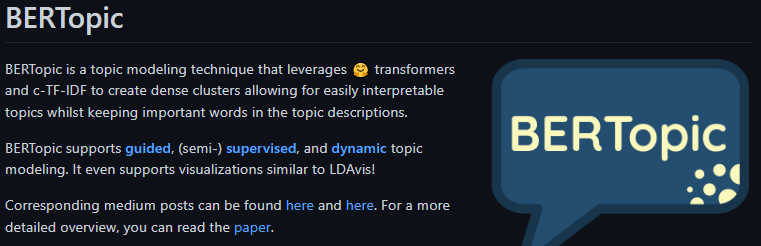 BERTopic
BERTopic is a topic modeling technique that leverages 🤗 transformers
and c-TF-IDF to create dense clusters allowing for easily interpretable
topics whilst keeping important words in the topic descriptions.
BERTopic supports guided, (semi-) supervised, and dynamic topic
modeling. It even supports visualizations similar to LDAvis!
Corresponding medium posts can be found here and here. For a more
detailed overview, you can read the paper.
BERTopic